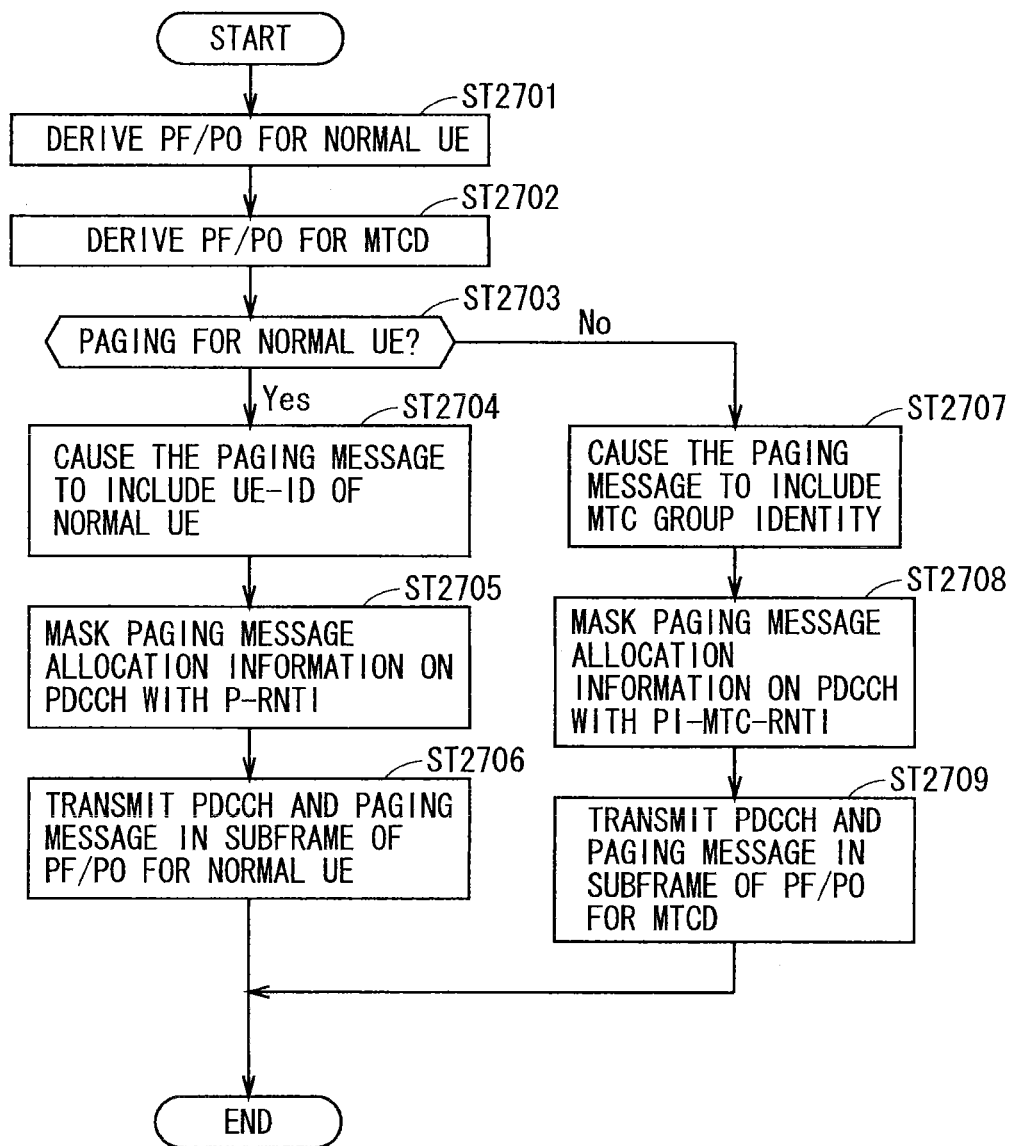 START
ST2701
DERIVE PF/PO FOR NORMAL UE
ST2702
DERIVE PF/PO FOR MTCD
ST2703
PAGING FOR NORMAL UE?
No
Yes
ST2704
CAUSE THE PAGING MESSAGE
TO INCLUDE UE-ID OF
NORMAL UE
ST2705
MASK PAGING MESSAGE
ALLOCATION INFORMATION ON
PDCCH WITH P-RNTI
ST2706
TRANSMIT PDCCH AND PAGING
MESSAGE IN SUBFRAME OF
PF/PO FOR NORMAL UE
ST2707
CAUSE THE PAGING
MESSAGE TO INCLUDE
MTC GROUP IDENTITY
ST2708
MASK PAGING MESSAGE
ALLOCATION
INFORMATION ON PDCCH
WITH PI-MTC-RNTI
ST2709
TRANSMIT PDCCH AND
PAGING MESSAGE IN
SUBFRAME OF PF/PO
FOR MTCD
END